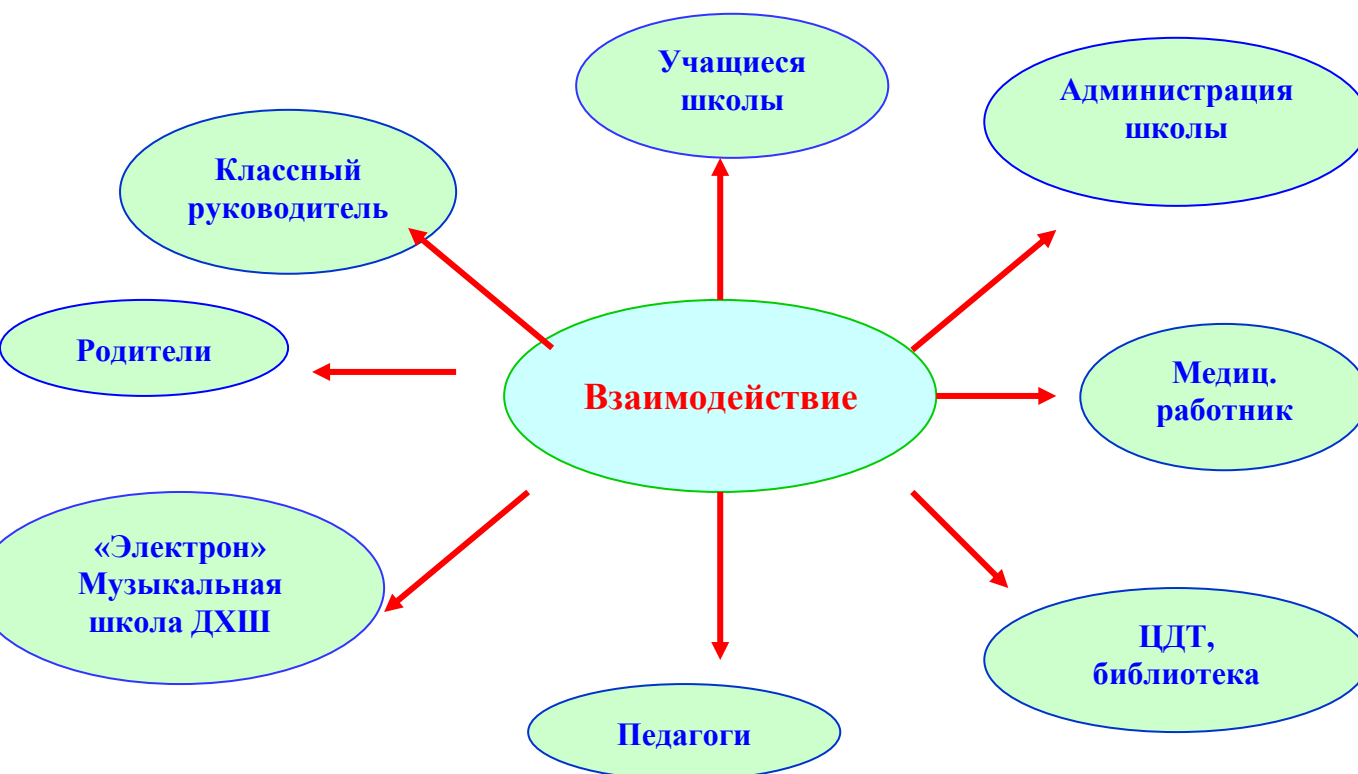 Учащиеся
школы
Администрация
школы
Классный
руководитель
Родители
Взаимодействие
Медиц.
работник
«Электрон»
Музыкальная
школа ДХШ
ЦДТ,
библиотека
Педагоги